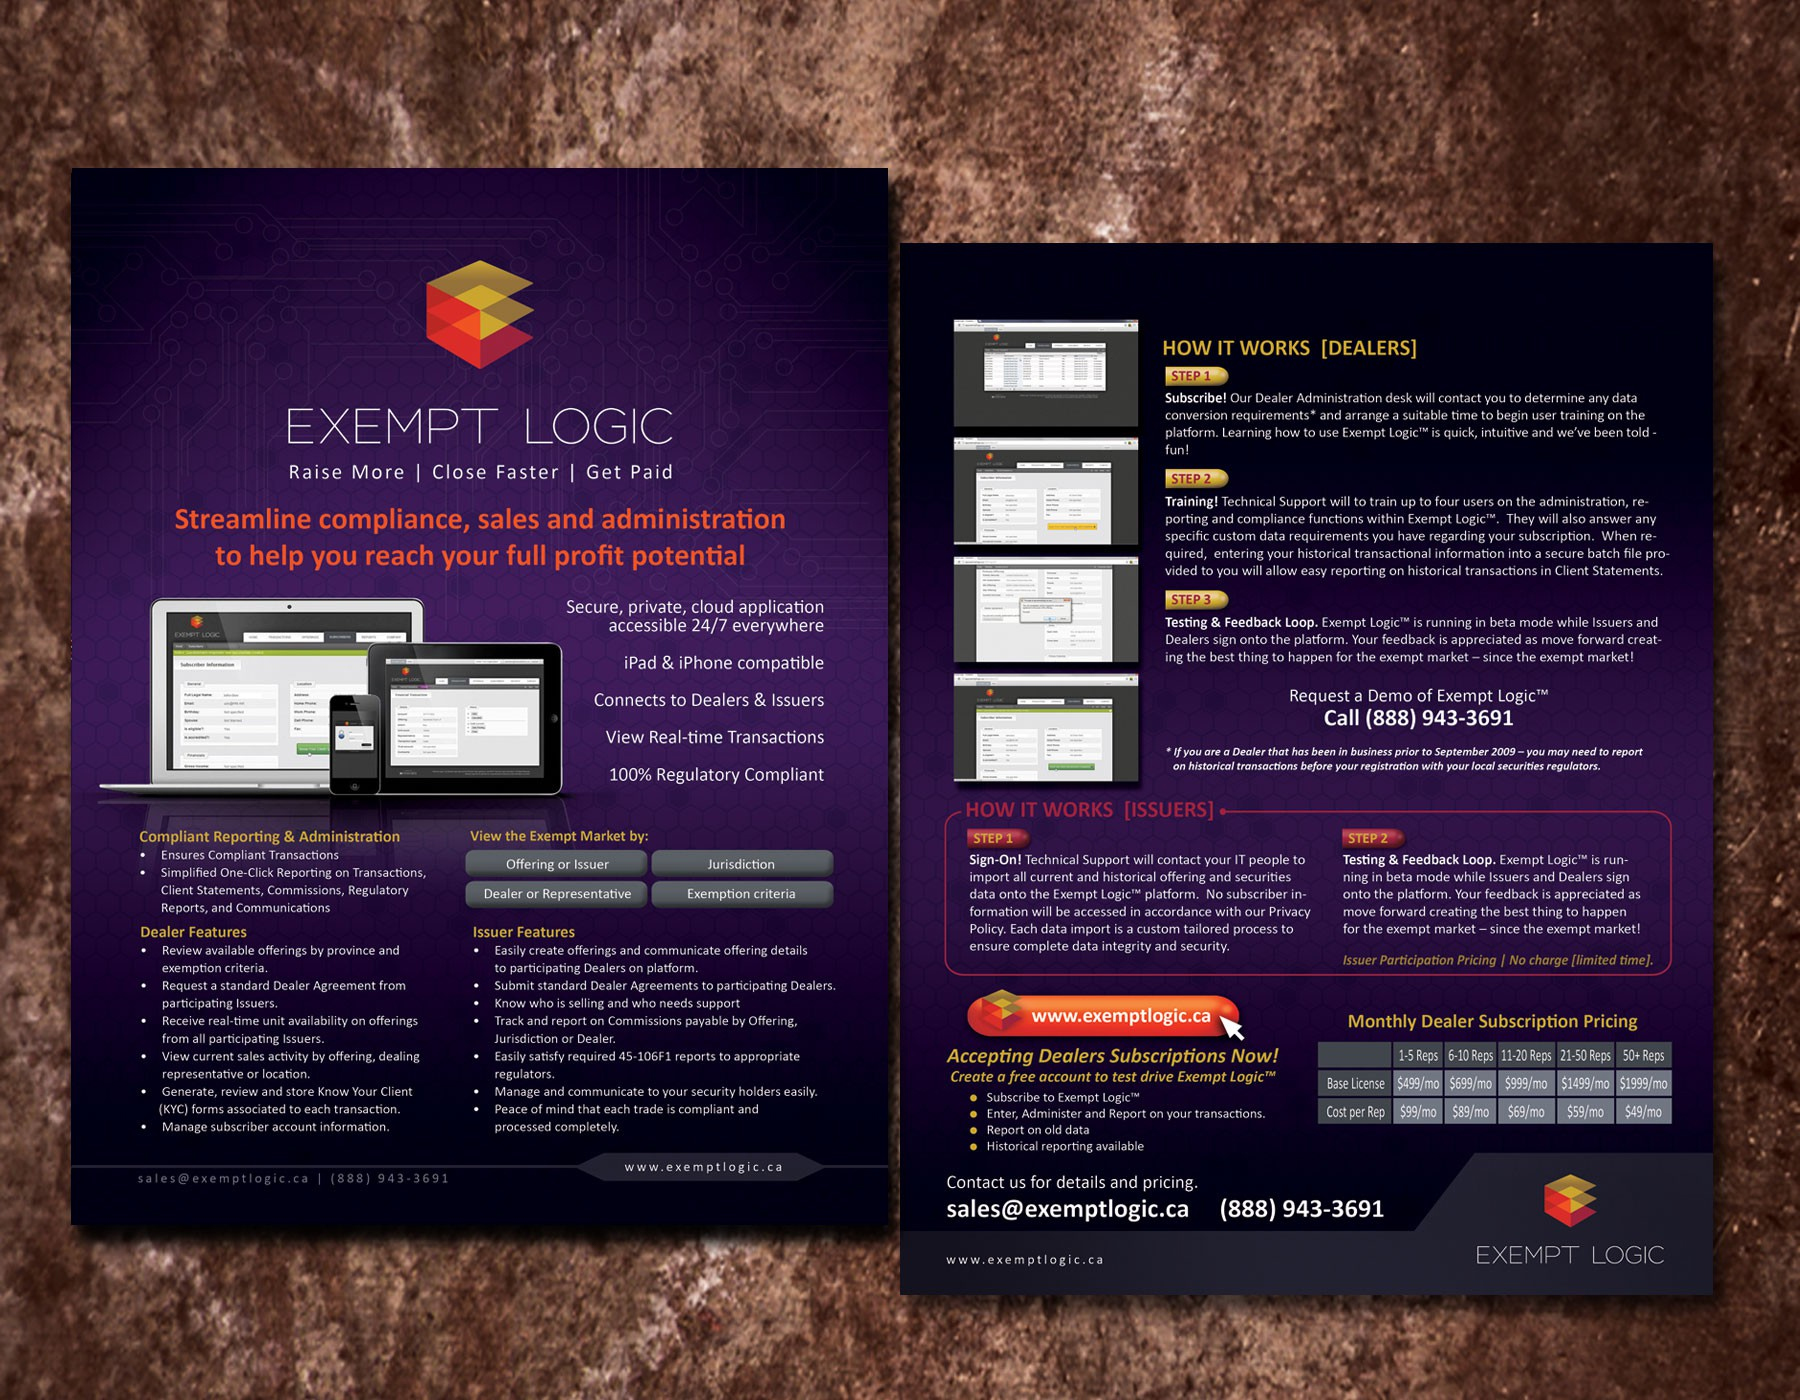 EXEMPT LOGIC
Raise More | Close Faster | Get Paid
Streamline compliance, sales and administration
to help you reach your full profit potential
Secure, private, cloud application
accessible 24/7 everywhere
iPad & iPhone compatible
Connects to Dealers & Issuers
View Real-time Transactions
100% Regulatory Compliant
EXEMPT LOGIC
Subscriber Information
Compliant Reporting & Administration
• Ensures Compliant Transactions
• Simplified One-Click Reporting on Transactions,
Client Statements, Commissions, Regulatory
Reports, and Communications
View the Exempt Market by:
Offering or Issuer
Jurisdiction
Dealer or Representative
Exemption criteria
Dealer Features
• Review available offerings by province and
exemption criteria.
• Request a standard Dealer Agreement from
participating Issuers.
• Receive real-time unit availability on offerings
from all participating Issuers.
• View current sales activity by offering, dealing
representative or location.
• Generate, review and store Know Your Client
(KYC) forms associated to each transaction.
• Manage subscriber account information.
Issuer Features
• Easily create offerings and communicate offering details
to participating Dealers on platform.
• Submit standard Dealer Agreements to participating Dealers.
• Know who is selling and who needs support
• Track and report on Commissions payable by Offering,
Jurisdiction or Dealer.
• Easily satisfy required 45-106F1 reports to appropriate
regulators.
• Manage and communicate to your security holders easily.
• Peace of mind that each trade is compliant and
processed completely.
sales@exemptlogic.ca | (888) 943-3691
www.exemptlogic.ca
HOW IT WORKS [DEALERS]
STEP 1
Subscribe! Our Dealer Administration desk will contact you to determine any data
conversion requirements* and arrange a suitable time to begin user training on the
platform. Learning how to use Exempt Logic™ is quick, intuitive and we've been told -
fun!
STEP 2
Training! Technical Support will to train up to four users on the administration, re-
porting and compliance functions within Exempt Logic™. They will also answer any
specific custom data requirements you have regarding your subscription. When re-
quired, entering your historical transactional information into a secure batch file pro-
vided to you will allow easy reporting on historical transactions in Client Statements.
STEP 3
Testing & Feedback Loop. Exempt Logic™ is running in beta mode while Issuers and
Dealers sign onto the platform. Your feedback is appreciated as move forward creat-
ing the best thing to happen for the exempt market – since the exempt market!
Request a Demo of Exempt Logic™
Call (888) 943-3691
* If you are a Dealer that has been in business prior to September 2009 – you may need to report
on historical transactions before your registration with your local securities regulators.
HOW IT WORKS [ISSUERS]
STEP 1
Sign-On! Technical Support will contact your IT people to
import all current and historical offering and securities
data onto the Exempt Logic™ platform. No subscriber in-
formation will be accessed in accordance with our Privacy
Policy. Each data import is a custom tailored process to
ensure complete data integrity and security.
STEP 2
Testing & Feedback Loop. Exempt Logic™ is run-
ning in beta mode while Issuers and Dealers sign
onto the platform. Your feedback is appreciated as
move forward creating the best thing to happen
for the exempt market – since the exempt market!
Issuer Participation Pricing | No charge [limited time].
www.exemptlogic.ca
Accepting Dealers Subscriptions Now!
Create a free account to test drive Exempt Logic™
• Subscribe to Exempt Logic™
• Enter, Administer and Report on your transactions.
• Report on old data
• Historical reporting available
Monthly Dealer Subscription Pricing
1-5 Reps 6-10 Reps 11-20 Reps 21-50 Reps 50+ Reps
Base License $499/mo $699/mo $999/mo $1499/mo $1999/mo
Cost per Rep $99/mo $89/mo $69/mo $59/mo $49/mo
Contact us for details and pricing.
sales@exemptlogic.ca (888) 943-3691
www.exemptlogic.ca
EXEMPT LOGIC